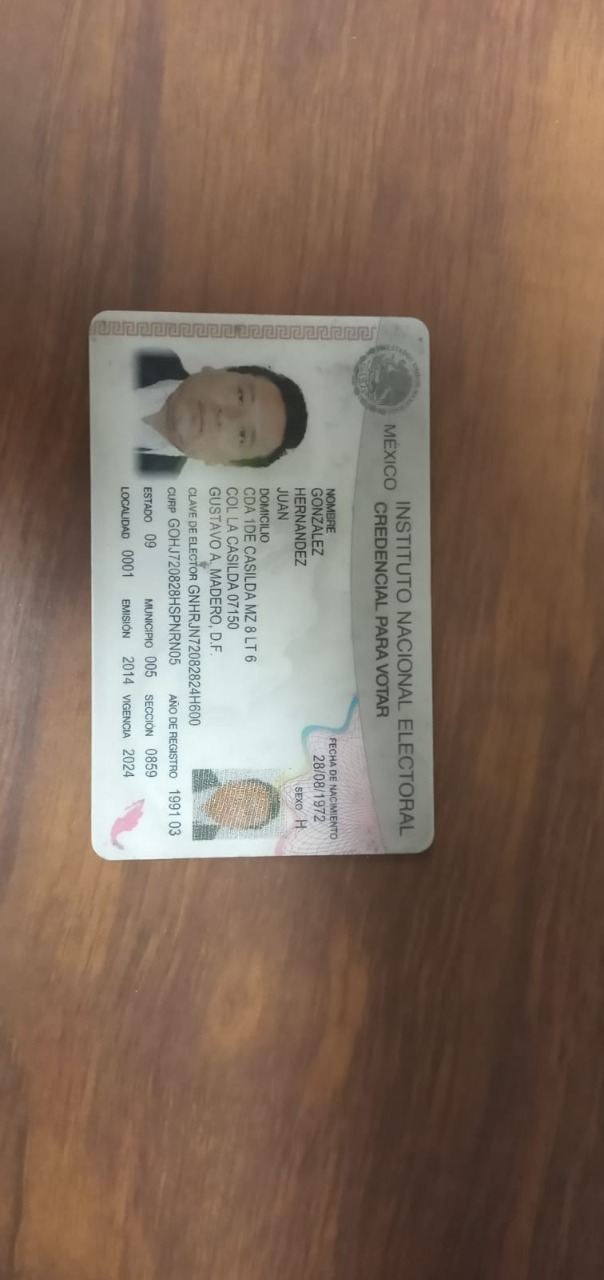 MÉXICO INSTITUTO NACIONAL ELECTORAL
CREDENCIAL PARA VOTAR
NOMBRE
GONZALEZ
HERNANDEZ
JUAN
FECHA DE NACIMIENTO
28/08/1972
SEXO H
DOMICILIO
CDA 1DE CASILDA MZ 8 LT 6
COL LA CASILDA 07150
GUSTAVO A. MADERO, D.F.
CLAVE DE ELECTOR GNHRJN72082824H600
CURP GOHJ720828HSPNRN05 AÑO DE REGISTRO 1991 03
ESTADO 09 MUNICIPIO 005 SECCIÓN 0859
LOCALIDAD 0001 EMISIÓN 2014 VIGENCIA 2024